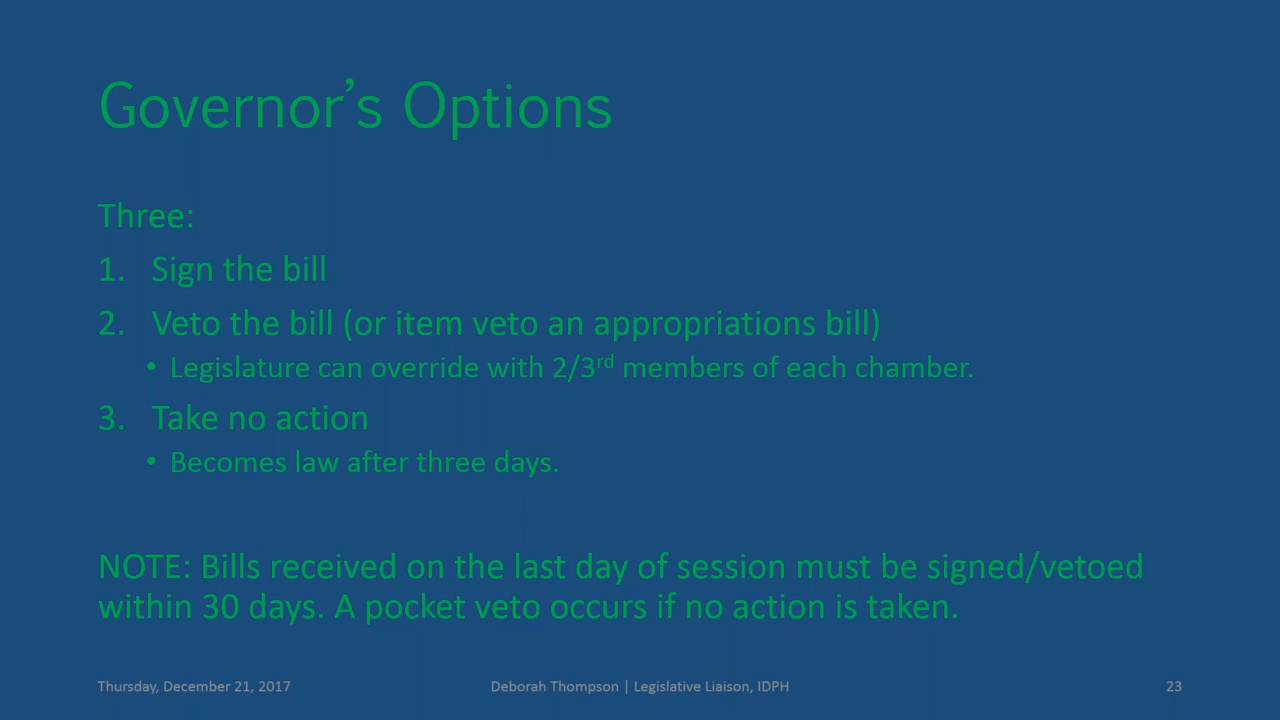 Governor’s Options
Three:
1. Sign the bill
2. Veto the bill (or item veto an appropriations bill)
• Legislature can override with 2/3rd members of each chamber.
3. Take no action
• Becomes law after three days.
NOTE: Bills received on the last day of session must be signed/vetoed
within 30 days. A pocket veto occurs if no action is taken.
Thursday, December 21, 2017 Deborah Thompson | Legislative Liaison, IDPH 23